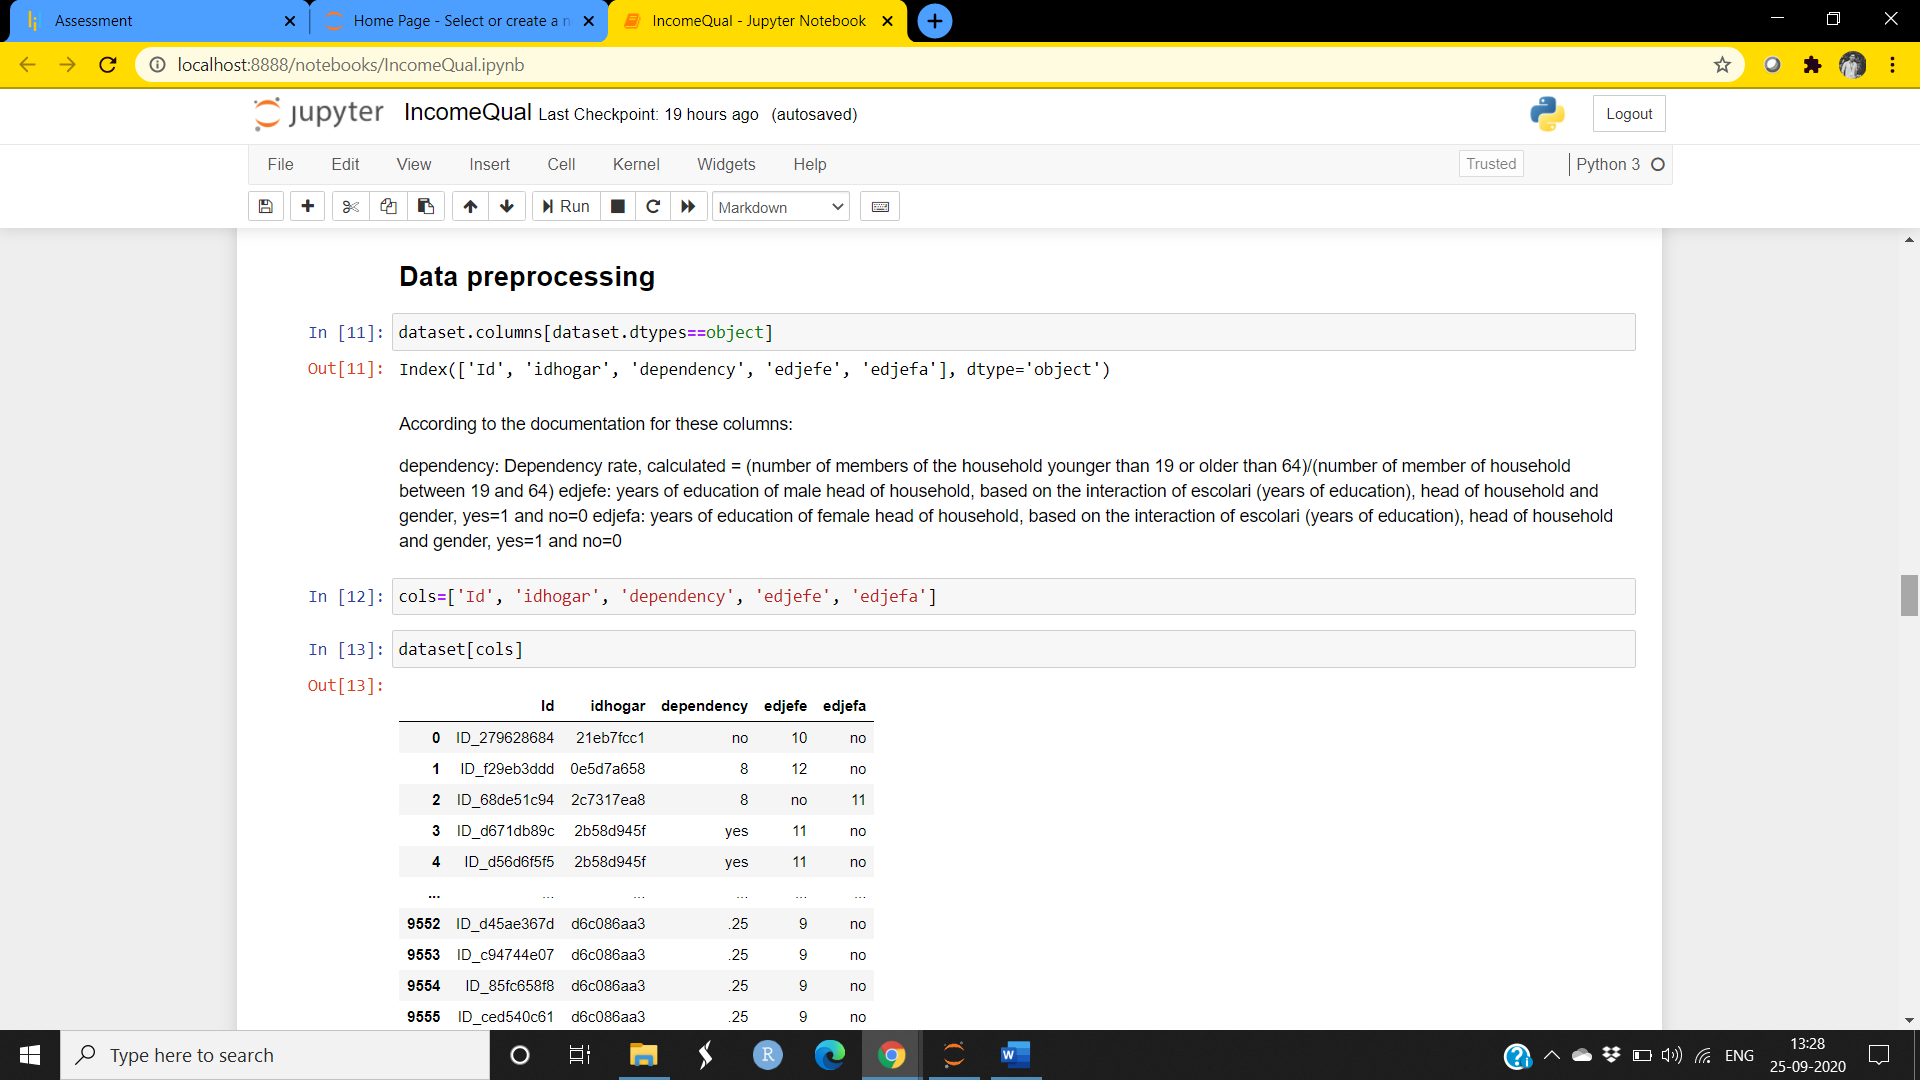 Assessment
Home Page - Select or create a n
IncomeQual - Jupyter Notebook
localhost:8888/notebooks/IncomeQual.ipynb
jupyter IncomeQual Last Checkpoint: 19 hours ago (autosaved)
Logout
File Edit View Insert Cell Kernel Widgets Help
Trusted
Python 3
Run
Markdown
Data preprocessing
In [11]: dataset.columns[dataset.dtypes==object]
Out[11]: Index(['Id', 'idhogar', 'dependency', 'edjefe', 'edjefa'], dtype='object')
According to the documentation for these columns:
dependency: Dependency rate, calculated = (number of members of the household younger than 19 or older than 64)/(number of member of household
between 19 and 64) edjefe: years of education of male head of household, based on the interaction of escolari (years of education), head of household and
gender, yes=1 and no=0 edjefa: years of education of female head of household, based on the interaction of escolari (years of education), head of household
and gender, yes=1 and no=0
In [12]: cols=['Id', 'idhogar', 'dependency', 'edjefe', 'edjefa']
In [13]: dataset[cols]
Out[13]:
Id idhogar dependency edjefe edjefa
0 ID_279628684 21eb7fcc1 no 10 no
1 ID_f29eb3ddd 0e5d7a658 8 12 no
2 ID_68de51c94 2c7317ea8 8 no 11
3 ID_d671db89c 2b58d945f yes 11 no
4 ID_d56d6f5f5 2b58d945f yes 11 no
... ... ... ... ... ...
9552 ID_d45ae367d d6c086aa3 .25 9 no
9553 ID_c94744e07 d6c086aa3 .25 9 no
9554 ID_85fc658f8 d6c086aa3 .25 9 no
9555 ID_ced540c61 d6c086aa3 .25 9 no
Type here to search
ENG
13:28
25-09-2020